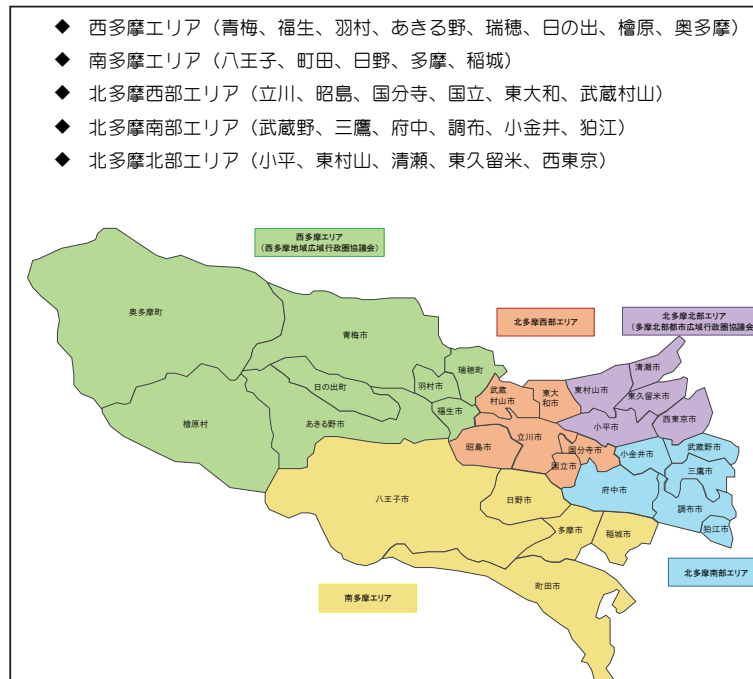 ◆ 西多摩エリア（青梅、福生、羽村、あきる野、瑞穂、日の出、檜原、奥多摩）
◆ 南多摩エリア（八王子、町田、日野、多摩、稲城）
◆ 北多摩西部エリア（立川、昭島、国分寺、国立、東大和、武蔵村山）
◆ 北多摩南部エリア（武蔵野、三鷹、府中、調布、小金井、狛江）
◆ 北多摩北部エリア（小平、東村山、清瀬、東久留米、西東京）
西多摩エリア
（西多摩地域広域行政圏協議会）
北多摩西部エリア
北多摩北部エリア
（多摩北部都市広域行政圏協議会）
奥多摩町
青梅市
瑞穂町
羽村市
日の出町
福生市
檜原村
あきる野市
武蔵
村山市
東大
和市
東村山市
清瀬市
東久留米市
小平市
西東京市
昭島市
立川市
国分寺市
国立市
小金井市
武蔵野市
三鷹市
府中市
調布市
狛江市
八王子市
日野市
多摩市
稲城市
町田市
南多摩エリア
北多摩南部エリア